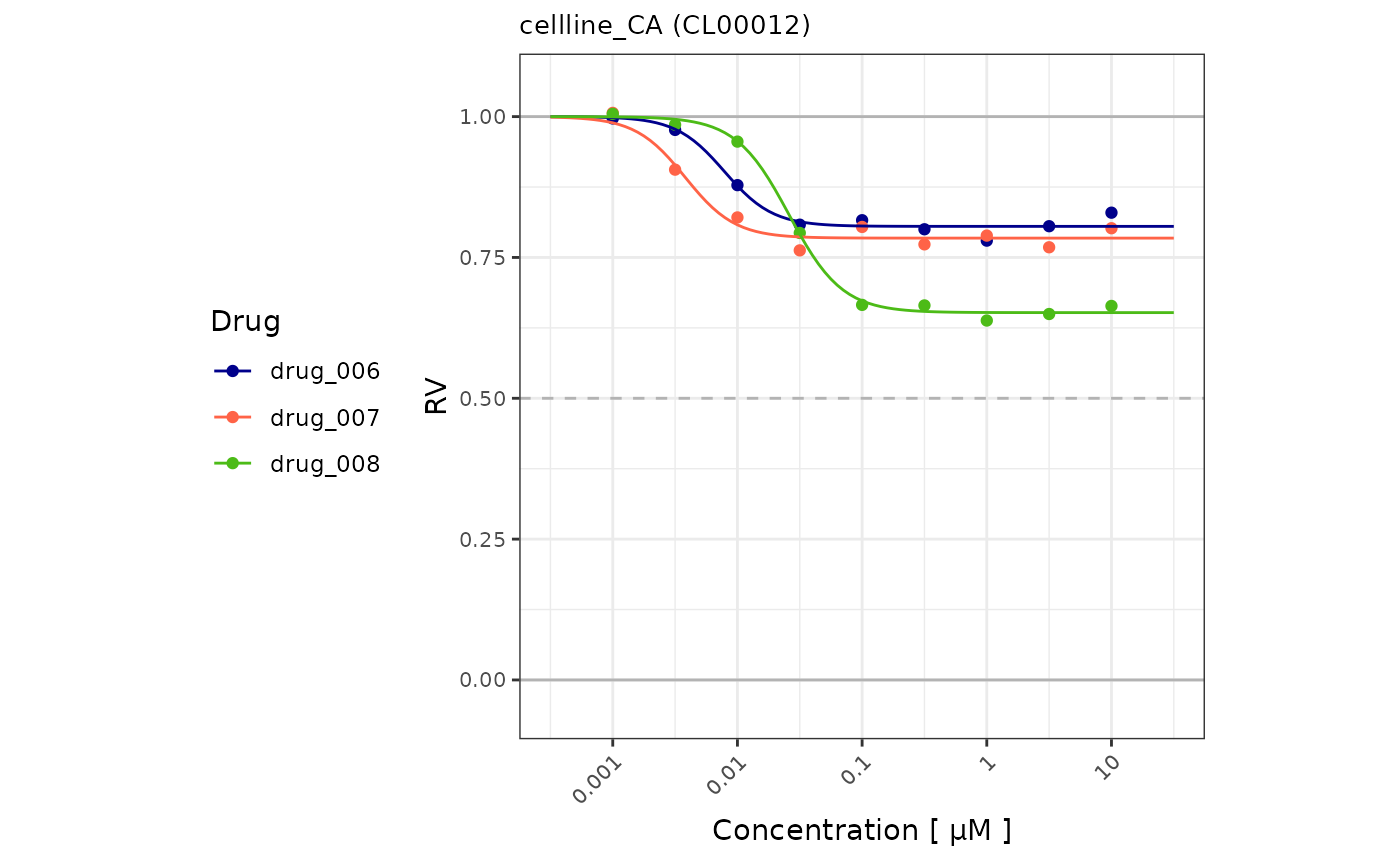 cellline_CA (CL00012)
Drug
drug_006
drug_007
drug_008
RV
1.00
0.75
0.50
0.25
0.00
0.001
0.01
0.1
1
10
Concentration [ µM ]